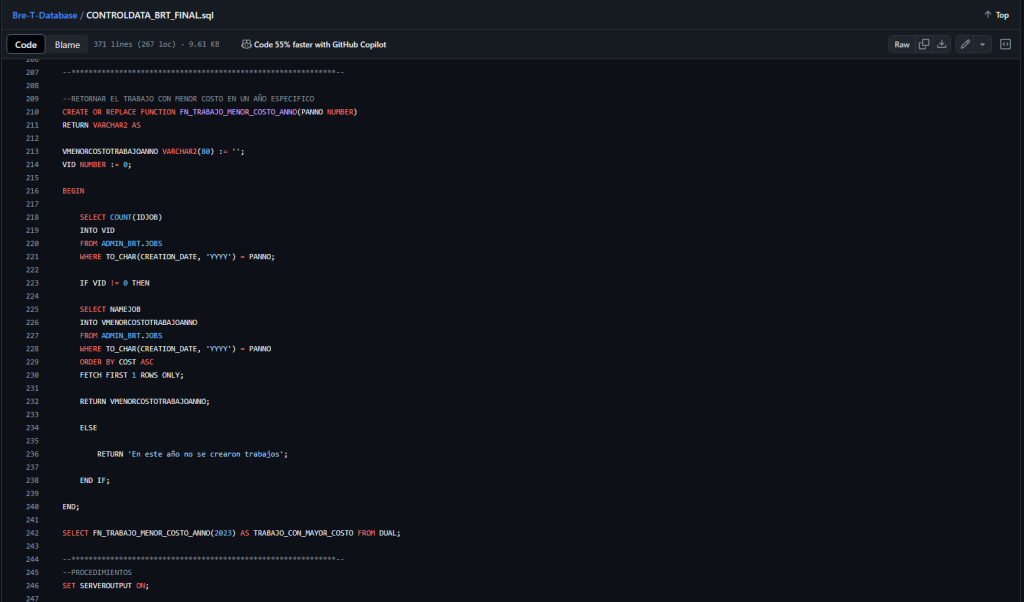 Bre-T-Database / CONTROLDATA_BRT_FINAL.sql
Top
Code Blame 371 lines (267 loc) · 9.61 KB Code 55% faster with GitHub Copilot Raw
206
207 --*************************************************************--
208
209 --RETORNAR EL TRABAJO CON MENOR COSTO EN UN AÑO ESPECIFICO
210 CREATE OR REPLACE FUNCTION FN_TRABAJO_MENOR_COSTO_ANNO(PANNO NUMBER)
211 RETURN VARCHAR2 AS
212
213 VMENORCOSTOTRABAJOANNO VARCHAR2(80) := '';
214 VID NUMBER := 0;
215
216 BEGIN
217
218 SELECT COUNT(IDJOB)
219 INTO VID
220 FROM ADMIN_BRT.JOBS
221 WHERE TO_CHAR(CREATION_DATE, 'YYYY') = PANNO;
222
223 IF VID != 0 THEN
224
225 SELECT NAMEJOB
226 INTO VMENORCOSTOTRABAJOANNO
227 FROM ADMIN_BRT.JOBS
228 WHERE TO_CHAR(CREATION_DATE, 'YYYY') = PANNO
229 ORDER BY COST ASC
230 FETCH FIRST 1 ROWS ONLY;
231
232 RETURN VMENORCOSTOTRABAJOANNO;
233
234 ELSE
235
236 RETURN 'En este año no se crearon trabajos';
237
238 END IF;
239
240 END;
241
242 SELECT FN_TRABAJO_MENOR_COSTO_ANNO(2023) AS TRABAJO_CON_MAYOR_COSTO FROM DUAL;
243
244 --*************************************************************--
245 --PROCEDIMIENTOS
246 SET SERVEROUTPUT ON;
247